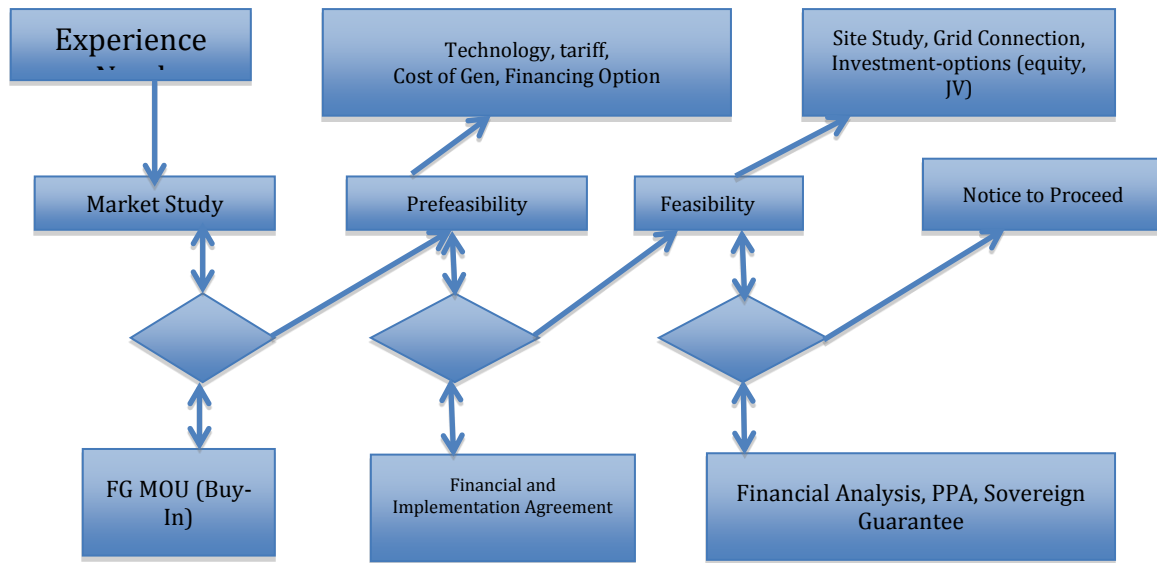 Experience
Technology, tariff,
Cost of Gen, Financing Option
Site Study, Grid Connection,
Investment-options (equity,
JV)
Market Study
Prefeasibility
Feasibility
Notice to Proceed
FG MOU (Buy-
In)
Financial and
Implementation Agreement
Financial Analysis, PPA, Sovereign
Guarantee